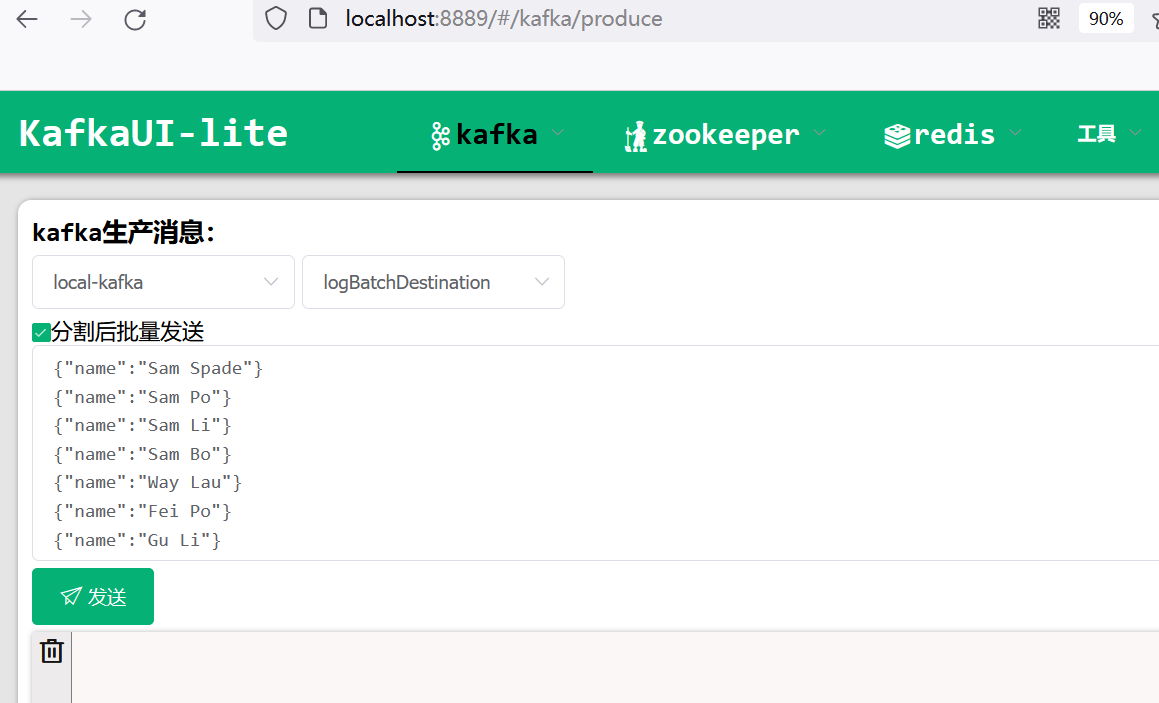 localhost:8889/#/kafka/produce 90%
KafkaUI-lite kafka zookeeper redis 工具
kafka生产消息：
local-kafka logBatchDestination
分割后批量发送
{"name":"Sam Spade"}
{"name":"Sam Po"}
{"name":"Sam Li"}
{"name":"Sam Bo"}
{"name":"Way Lau"}
{"name":"Fei Po"}
{"name":"Gu Li"}
发送